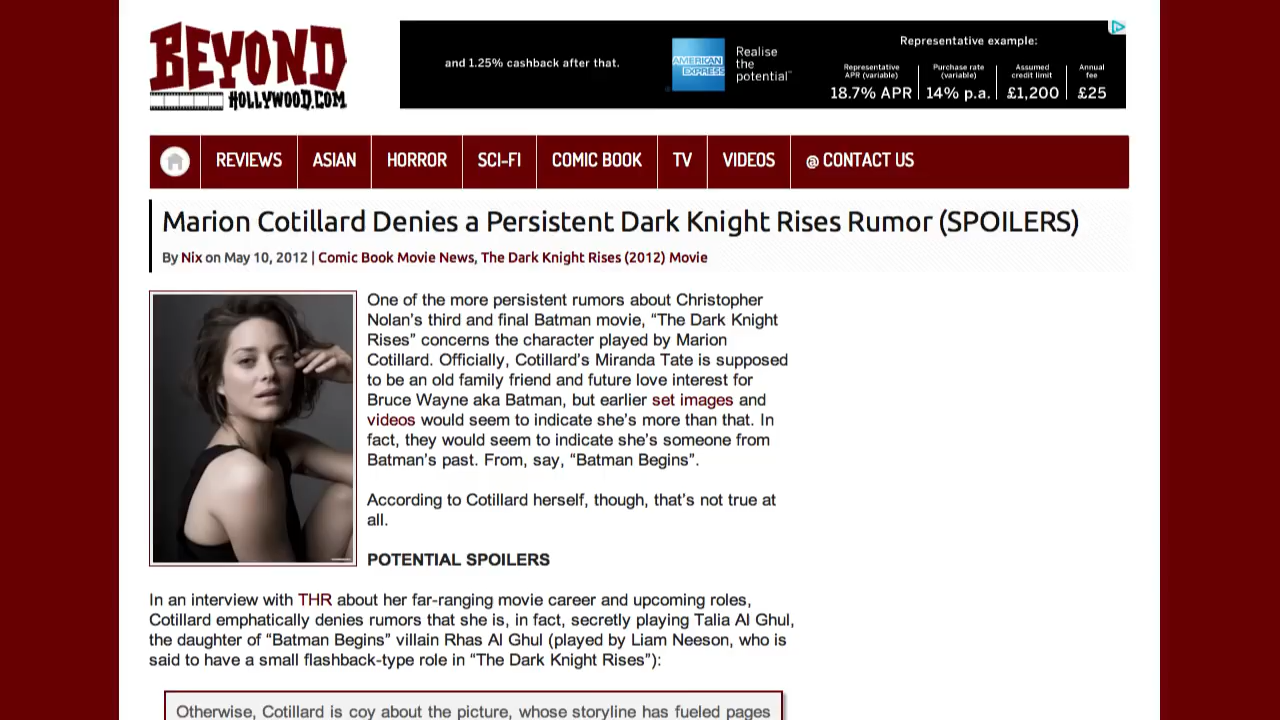 BEYOND
HOLLYWOOD.COM
and 1.25% cashback after that.
AMERICAN
EXPRESS
Realise
the
potential™
Representative example:
Representative
APR (variable)
18.7% APR
Purchase rate
(variable)
14% p.a.
Assumed
credit limit
£1,200
Annual
fee
£25
REVIEWS ASIAN HORROR SCI-FI COMIC BOOK TV VIDEOS @ CONTACT US
Marion Cotillard Denies a Persistent Dark Knight Rises Rumor (SPOILERS)
By Nix on May 10, 2012 | Comic Book Movie News, The Dark Knight Rises (2012) Movie
One of the more persistent rumors about Christopher
Nolan’s third and final Batman movie, “The Dark Knight
Rises” concerns the character played by Marion
Cotillard. Officially, Cotillard’s Miranda Tate is supposed
to be an old family friend and future love interest for
Bruce Wayne aka Batman, but earlier set images and
videos would seem to indicate she’s more than that. In
fact, they would seem to indicate she’s someone from
Batman’s past. From, say, “Batman Begins”.
According to Cotillard herself, though, that’s not true at
all.
POTENTIAL SPOILERS
In an interview with THR about her far-ranging movie career and upcoming roles,
Cotillard emphatically denies rumors that she is, in fact, secretly playing Talia Al Ghul,
the daughter of “Batman Begins” villain Rhas Al Ghul (played by Liam Neeson, who is
said to have a small flashback-type role in “The Dark Knight Rises”):
Otherwise, Cotillard is coy about the picture, whose storyline has fueled pages